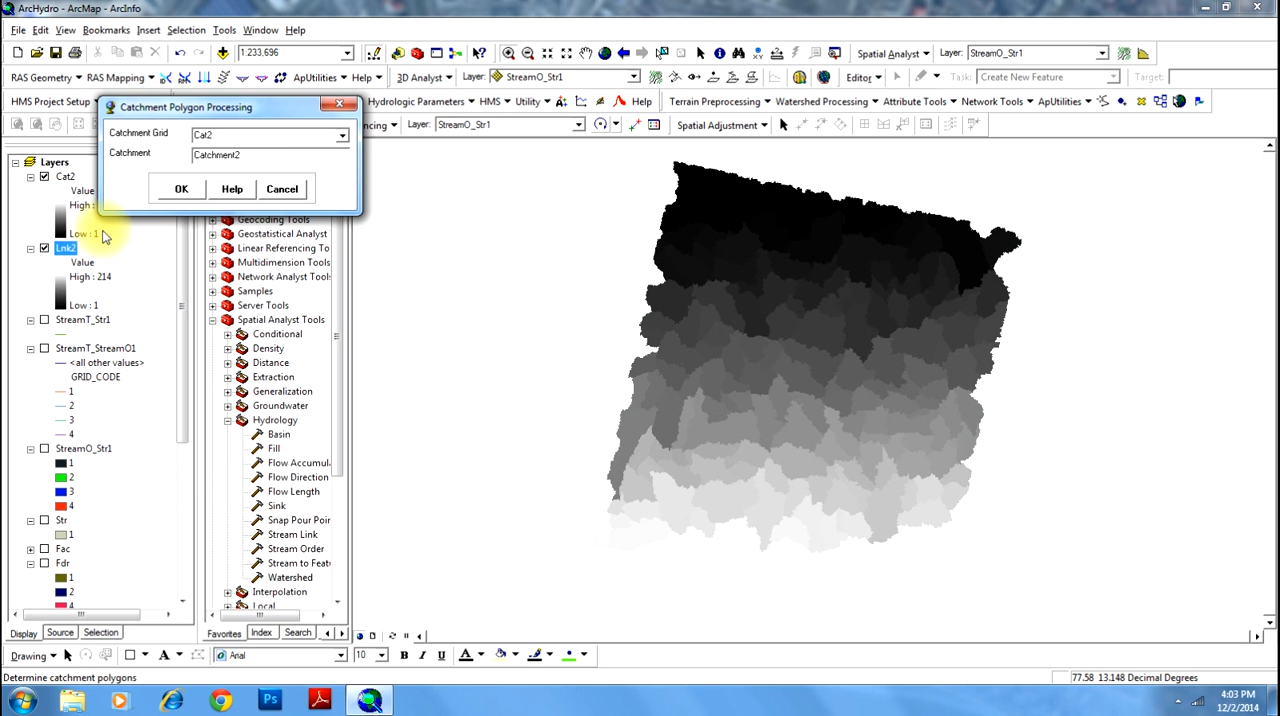 ArcHydro - ArcMap - ArcInfo
File Edit View Bookmarks Insert Selection Tools Window Help
1:233,696 Spatial Analyst Layer: StreamO_Str1
RAS Geometry RAS Mapping ApUtilities Help 3D Analyst Layer: StreamO_Str1 Editor Task: Create New Feature Target:
HMS Project Setup Hydrologic Parameters HMS Utility Help Terrain Preprocessing Watershed Processing Attribute Tools Network Tools ApUtilities
Layer: StreamO_Str1 Spatial Adjustment
Catchment Polygon Processing
Catchment Grid Cat2
Catchment Catchment2
OK Help Cancel
Layers
Cat2
Value
High :
Low : 1
Lnk2
Value
High : 214
Low : 1
StreamT_Str1
StreamT_StreamO1
<all other values>
GRID_CODE
1
2
3
4
StreamO_Str1
1
2
3
4
Str
1
Fac
Fdr
1
2
4
Display Source Selection
Geocoding Tools
Geostatistical Analyst
Linear Referencing To
Multidimension Tools
Network Analyst Tools
Samples
Server Tools
Spatial Analyst Tools
Conditional
Density
Distance
Extraction
Generalization
Groundwater
Hydrology
Basin
Fill
Flow Accumul
Flow Direction
Flow Length
Sink
Snap Pour Poin
Stream Link
Stream Order
Stream to Featu
Watershed
Interpolation
Local
Favorites Index Search
Drawing A Arial 10 B I U A
Determine catchment polygons
77.58 13.148 Decimal Degrees
Ps
4:03 PM
12/2/2014